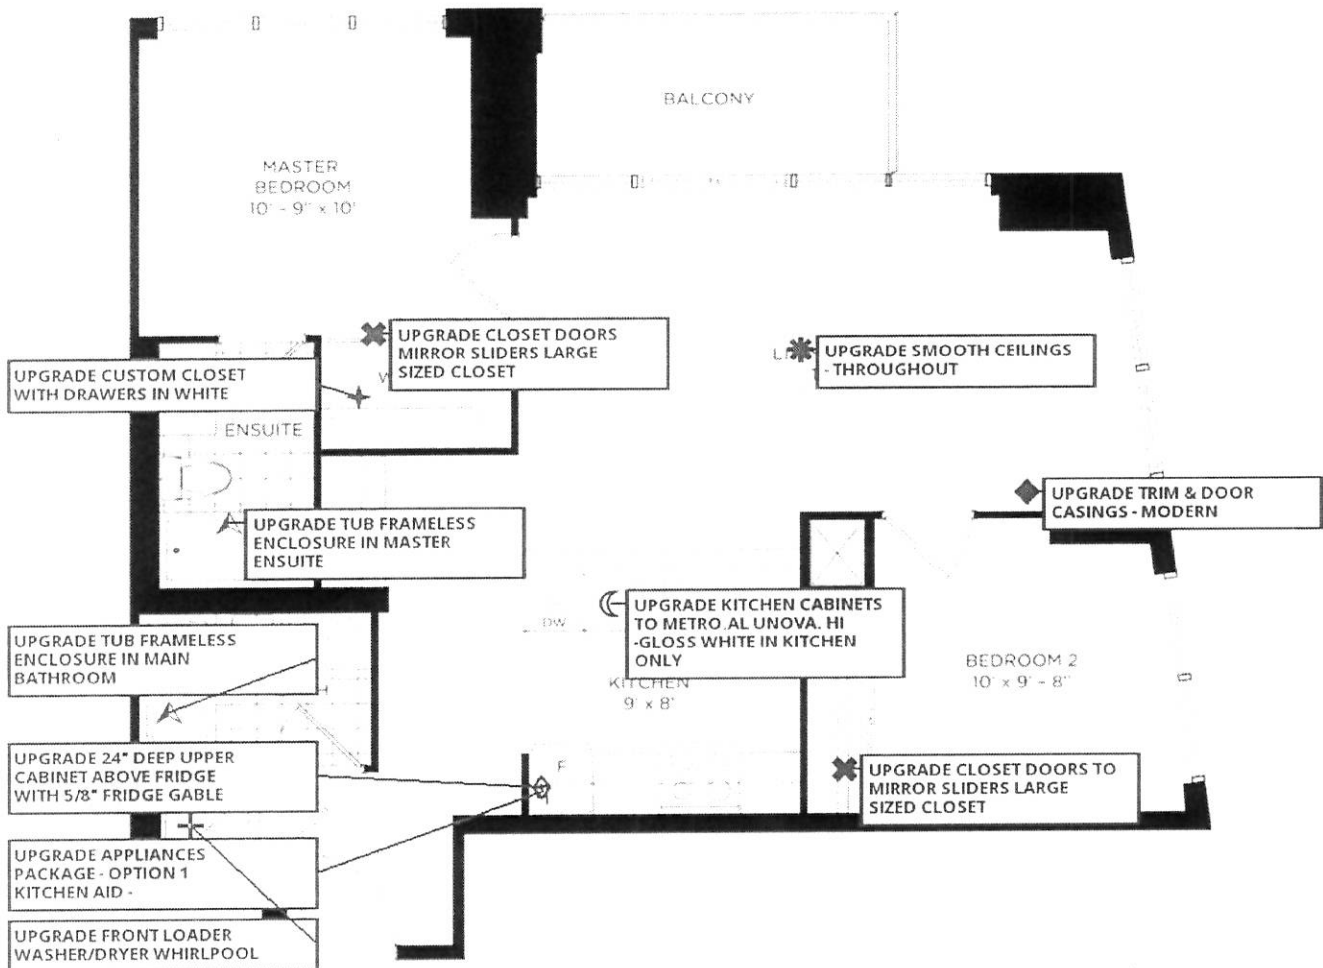 BALCONY
MASTER
BEDROOM
10' - 9" x 10'
UPGRADE CLOSET DOORS
MIRROR SLIDERS LARGE
SIZED CLOSET
UPGRADE SMOOTH CEILINGS
- THROUGHOUT
UPGRADE CUSTOM CLOSET
WITH DRAWERS IN WHITE
ENSUITE
UPGRADE TRIM & DOOR
CASINGS - MODERN
UPGRADE TUB FRAMELESS
ENCLOSURE IN MASTER
ENSUITE
UPGRADE KITCHEN CABINETS
TO METRO.AL UNOVA. HI
-GLOSS WHITE IN KITCHEN
ONLY
DW
UPGRADE TUB FRAMELESS
ENCLOSURE IN MAIN
BATHROOM
KITCHEN
9' x 8'
BEDROOM 2
10' x 9' - 8"
UPGRADE 24" DEEP UPPER
CABINET ABOVE FRIDGE
WITH 5/8" FRIDGE GABLE
F
UPGRADE CLOSET DOORS TO
MIRROR SLIDERS LARGE
SIZED CLOSET
UPGRADE APPLIANCES
PACKAGE - OPTION 1
KITCHEN AID -
UPGRADE FRONT LOADER
WASHER/DRYER WHIRLPOOL